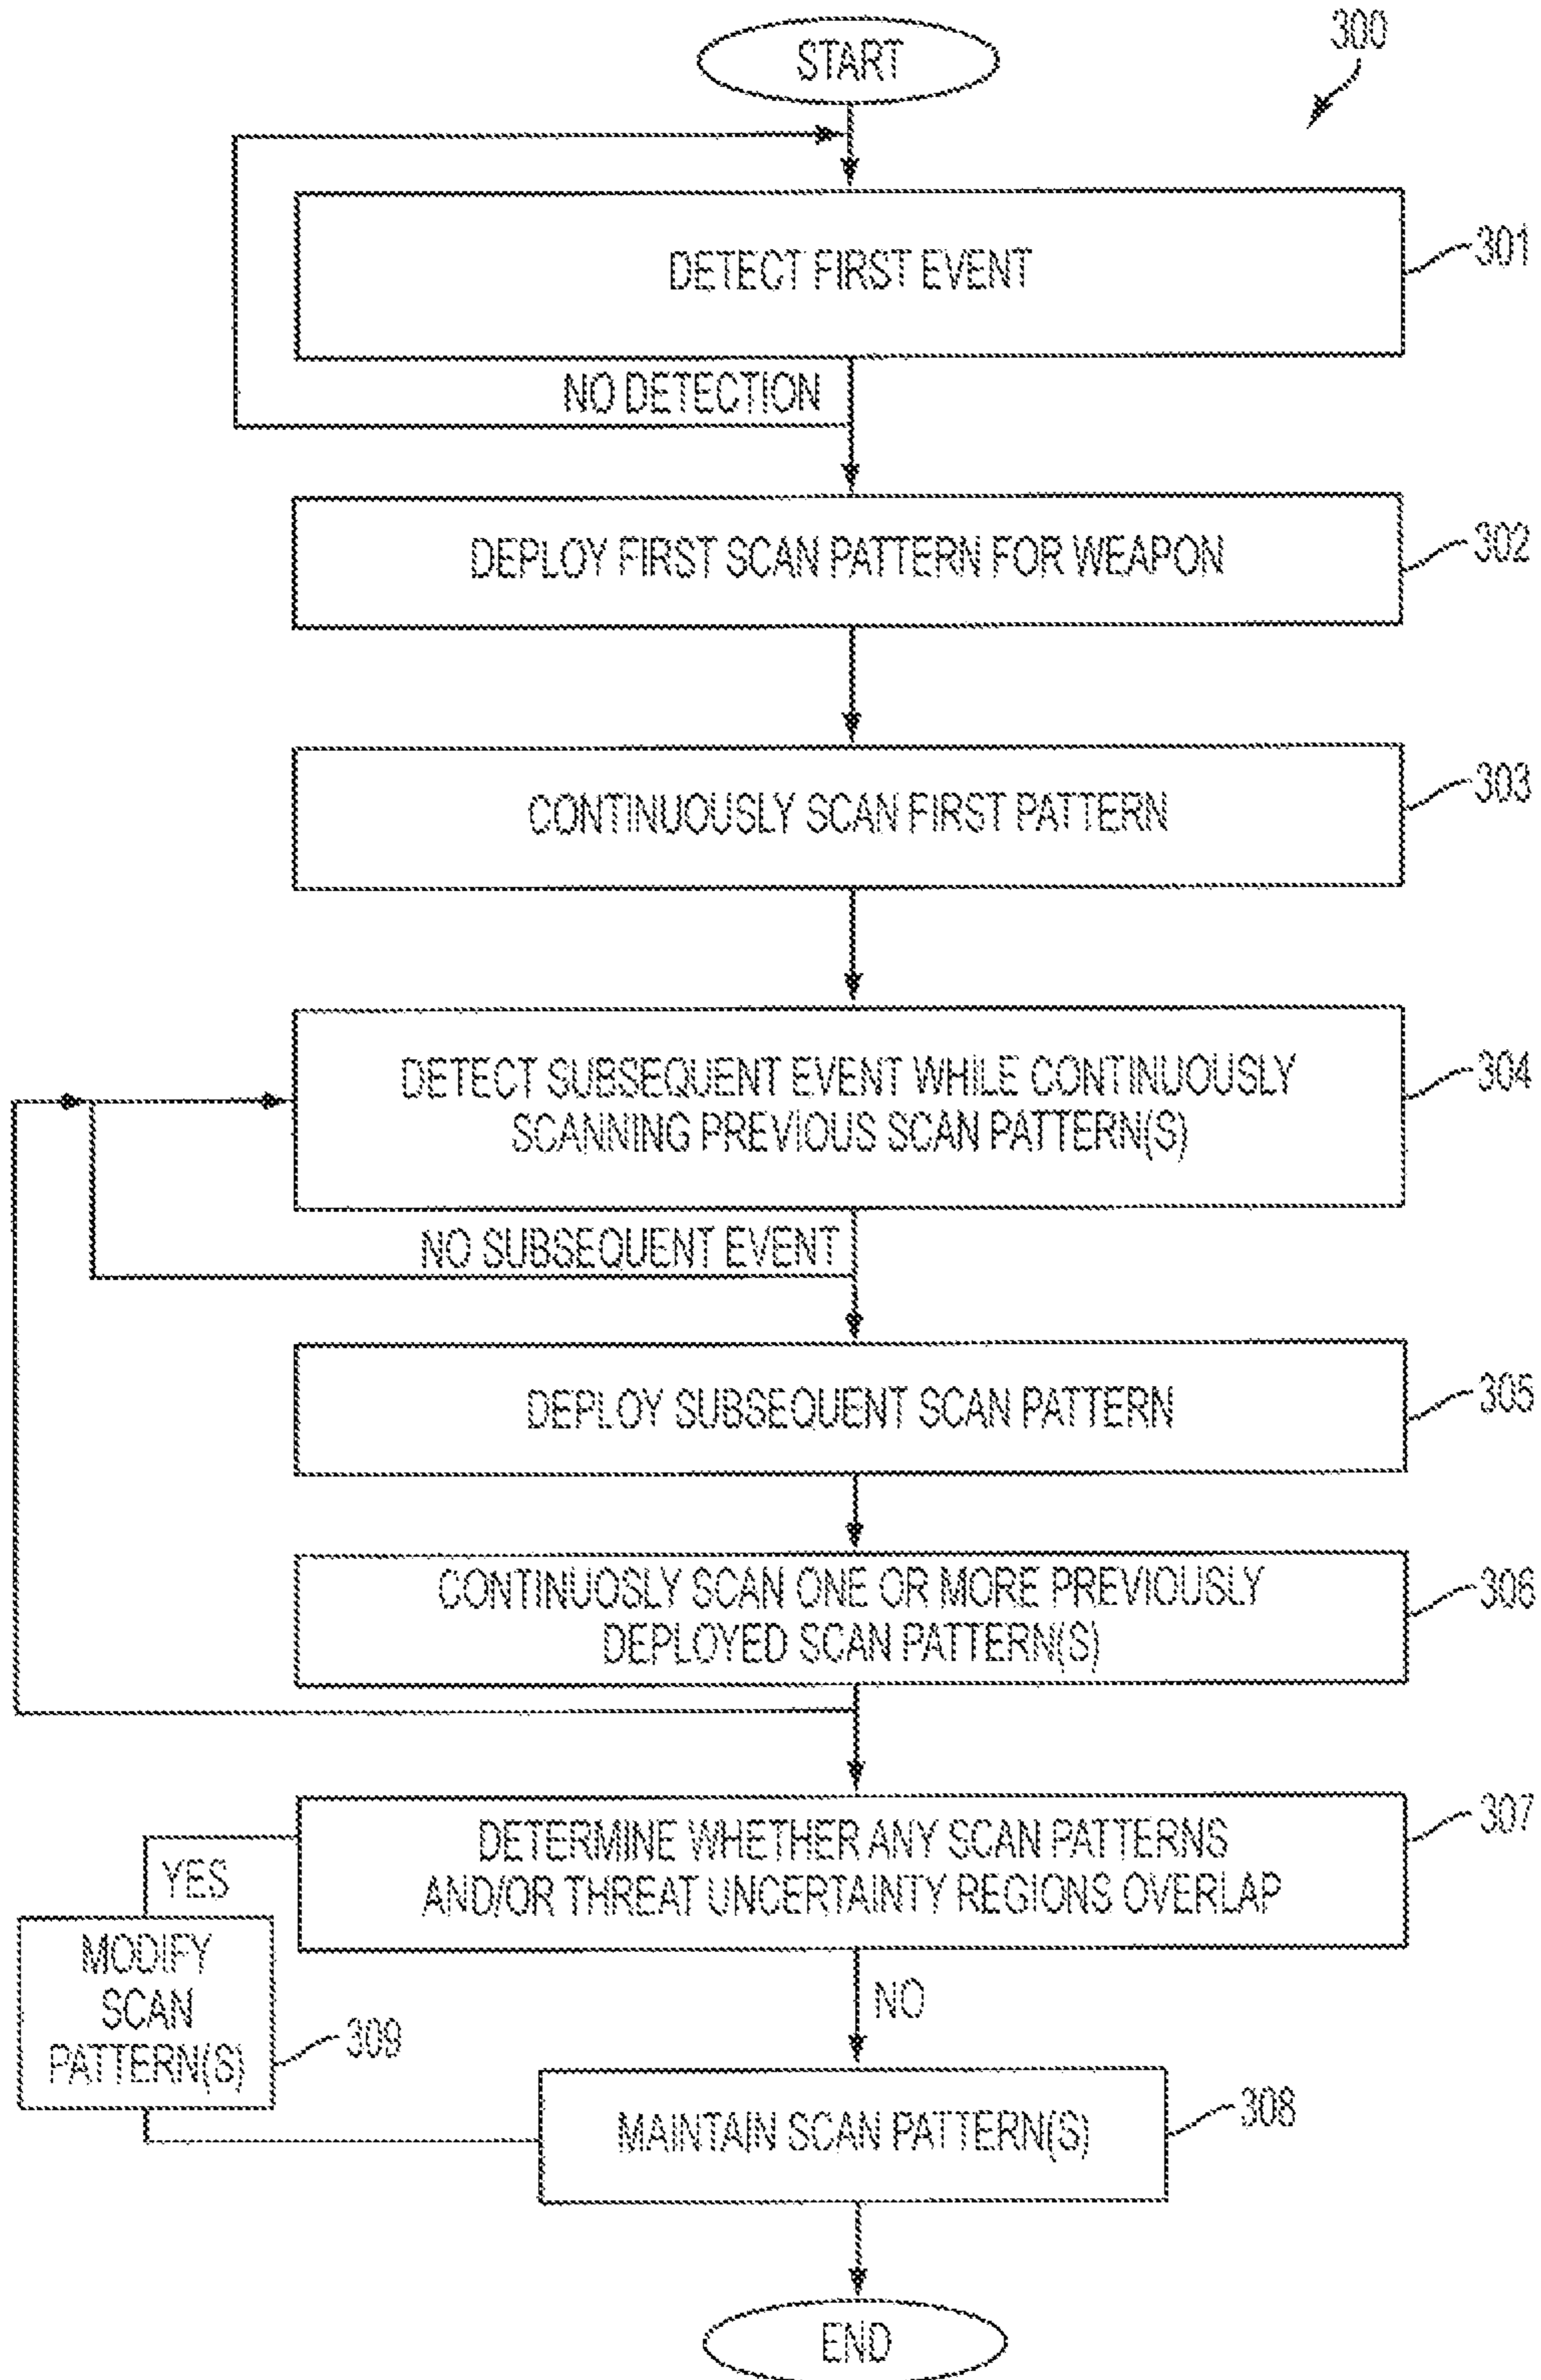 START
300
DETECT FIRST EVENT
301
NO DETECTION
DEPLOY FIRST SCAN PATTERN FOR WEAPON
302
CONTINUOUSLY SCAN FIRST PATTERN
303
DETECT SUBSEQUENT EVENT WHILE CONTINUOUSLY
SCANNING PREVIOUS SCAN PATTERN(S)
304
NO SUBSEQUENT EVENT
DEPLOY SUBSEQUENT SCAN PATTERN
305
CONTINUOSLY SCAN ONE OR MORE PREVIOUSLY
DEPLOYED SCAN PATTERN(S)
306
DETERMINE WHETHER ANY SCAN PATTERNS
AND/OR THREAT UNCERTAINTY REGIONS OVERLAP
307
YES
MODIFY
SCAN
PATTERN(S)
309
NO
MAINTAIN SCAN PATTERN(S)
308
END